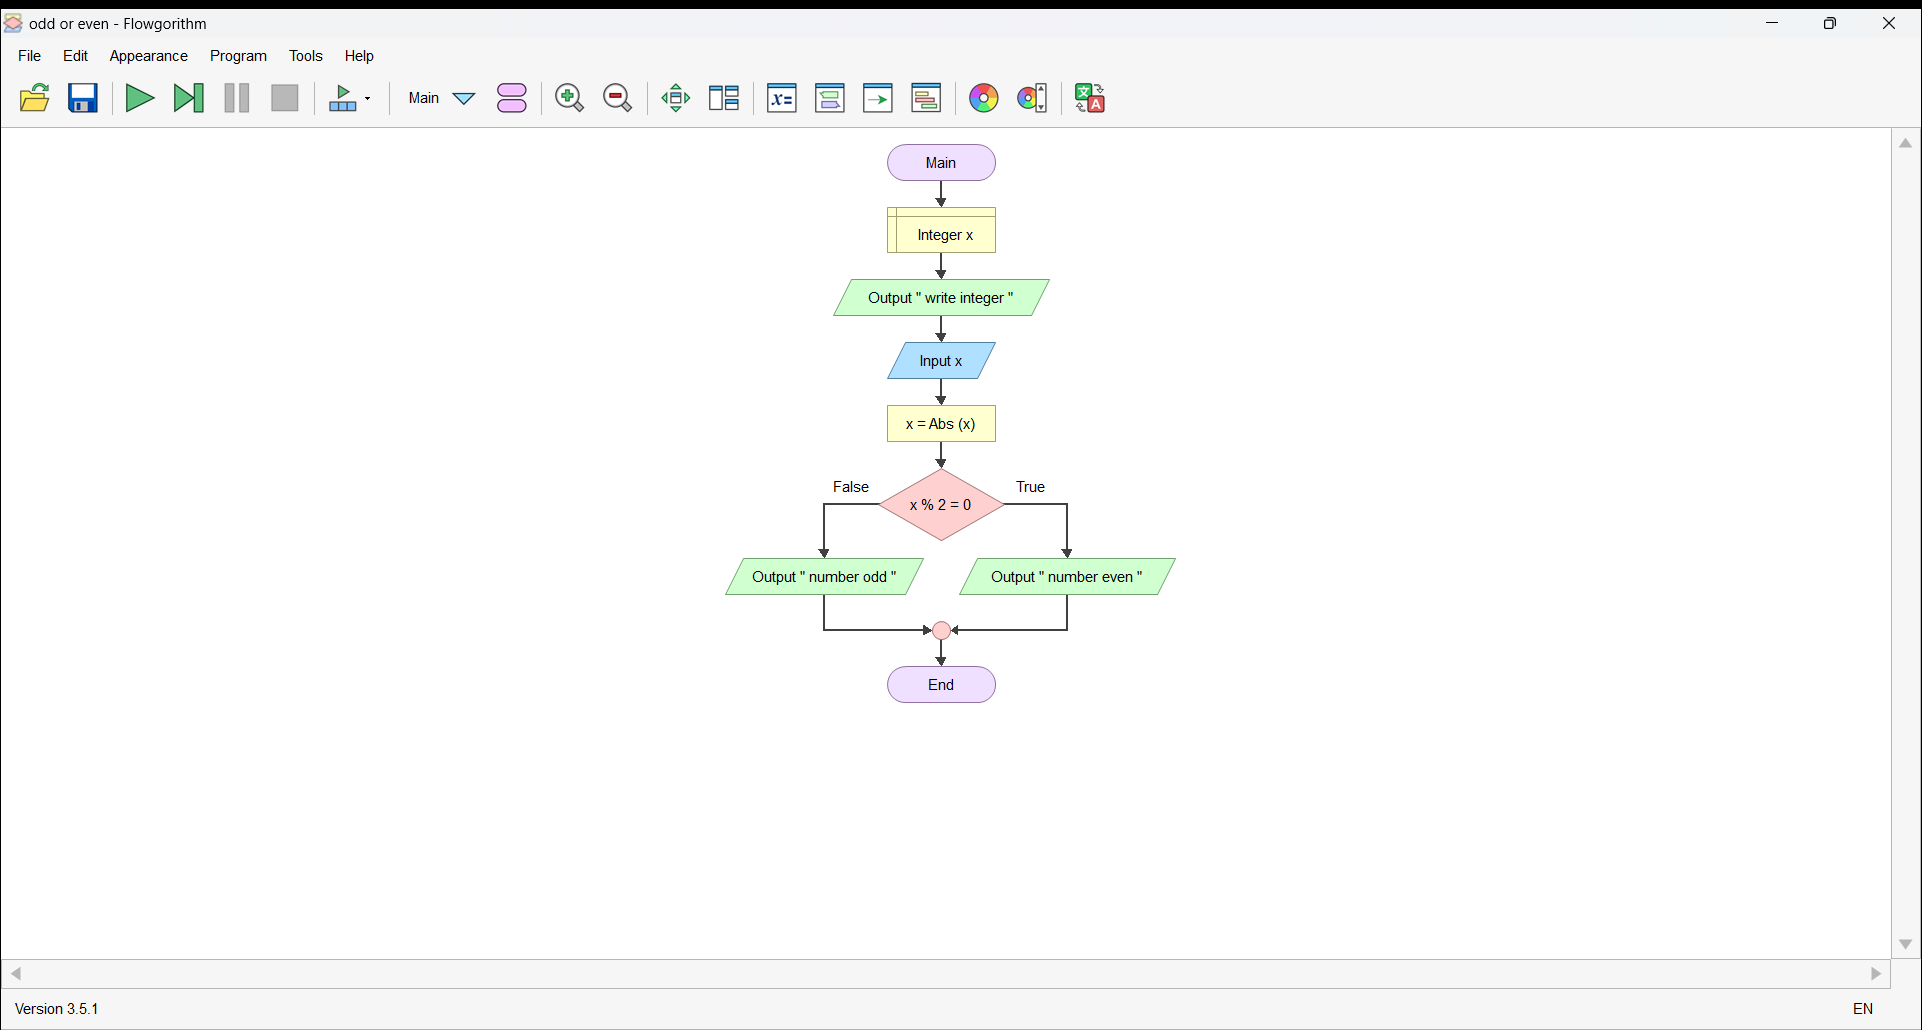 odd or even - Flowgorithm
File Edit Appearance Program Tools Help
Main
Main
Integer x
Output " write integer "
Input x
x = Abs (x)
False True
x % 2 = 0
Output " number odd " Output " number even "
End
Version 3.5.1 EN